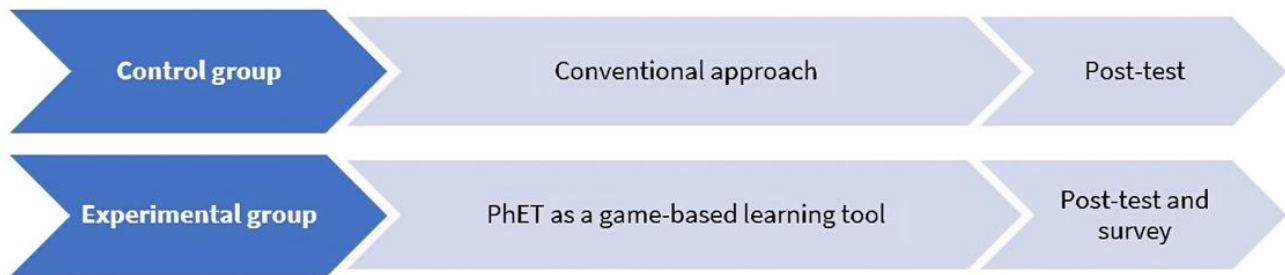 Control group
Conventional approach
Post-test
Experimental group
PhET as a game-based learning tool
Post-test and
survey